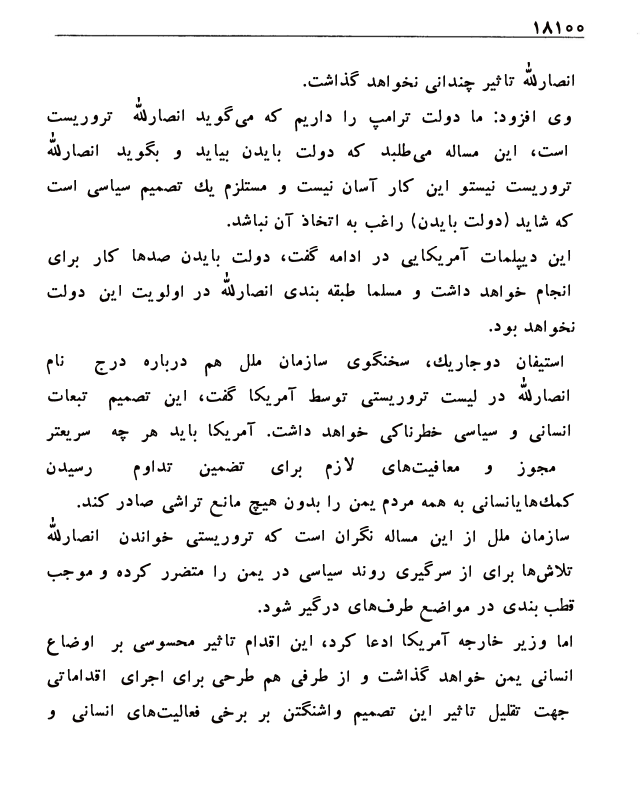 ۱۸۱۰۰
انصارﷲ تاثیر چندانی نخواهد گذاشت.
وی افزود: ما دولت ترامپ را داریم که می‌گوید انصارﷲ تروریست
است، این مساله می‌طلبد که دولت بایدن بیاید و بگوید انصارﷲ
تروریست نیستو این کار آسان نیست و مستلزم یك تصمیم سیاسی است
که شاید (دولت بایدن) راغب به اتخاذ آن نباشد.
این دیپلمات آمریکایی در ادامه گفت، دولت بایدن صدها کار برای
انجام خواهد داشت و مسلما طبقه بندی انصارﷲ در اولویت این دولت
نخواهد بود.
استیفان دوجاریك، سخنگوی سازمان ملل هم درباره درج نام
انصارﷲ در لیست تروریستی توسط آمریکا گفت، این تصمیم تبعات
انسانی و سیاسی خطرناکی خواهد داشت. آمریکا باید هر چه سریعتر
مجوز و معافیت‌های لازم برای تضمین تداوم رسیدن
کمك‌هایانسانی به همه مردم یمن را بدون هیچ مانع تراشی صادر کند.
سازمان ملل از این مساله نگران است که تروریستی خواندن انصارﷲ
تلاش‌ها برای از سرگیری روند سیاسی در یمن را متضرر کرده و موجب
قطب بندی در مواضع طرف‌های درگیر شود.
اما وزیر خارجه آمریکا ادعا کرد، این اقدام تاثیر محسوسی بر اوضاع
انسانی یمن خواهد گذاشت و از طرفی هم طرحی برای اجرای اقداماتی
جهت تقلیل تاثیر این تصمیم واشنگتن بر برخی فعالیت‌های انسانی و